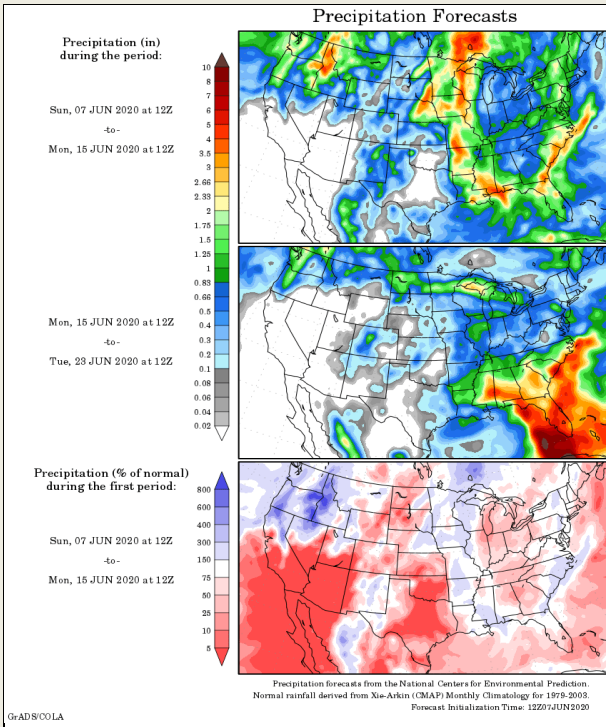 Precipitation Forecasts
Precipitation (in)
during the period:
Sun, 07 JUN 2020 at 12Z
-to-
Mon, 15 JUN 2020 at 12Z
10
8
7
6
5
4
3.5
3
2.66
2.33
2
1.75
1.5
1.25
1
0.83
0.66
0.5
0.4
0.3
0.2
0.1
0.08
0.06
0.04
0.02
Mon, 15 JUN 2020 at 12Z
-to-
Tue, 23 JUN 2020 at 12Z
Precipitation (% of normal)
during the first period:
Sun, 07 JUN 2020 at 12Z
-to-
Mon, 15 JUN 2020 at 12Z
800
600
400
300
150
75
50
25
10
5
Precipitation forecasts from the National Centers for Environmental Prediction.
Normal rainfall derived from Xie-Arkin (CMAP) Monthly Climatology for 1979-2003.
Forecast Initialization Time: 12Z07JUN2020
GrADS/COLA